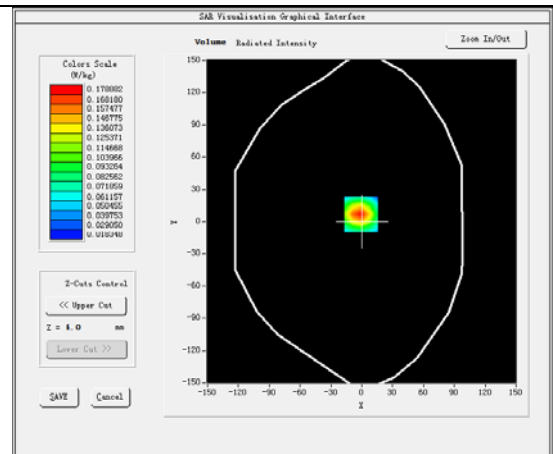 SAR Visualisation Graphical Interface
Volume Radiated Intensity
Zoom In/Out
Colors Scale
(W/kg)
0.178882
0.168180
0.157477
0.146775
0.136073
0.125371
0.114668
0.103966
0.093264
0.082562
0.071859
0.061157
0.050455
0.039753
0.029050
0.018348
Z-Cuts Control
<< Upper Cut
Z = mm
Lower Cut >>
SAVE Cancel
150
120
90
60
30
0
-30
-60
-90
-120
-150
Y
-150 -120 -90 -60 -30 0 30 60 90 120 150
X